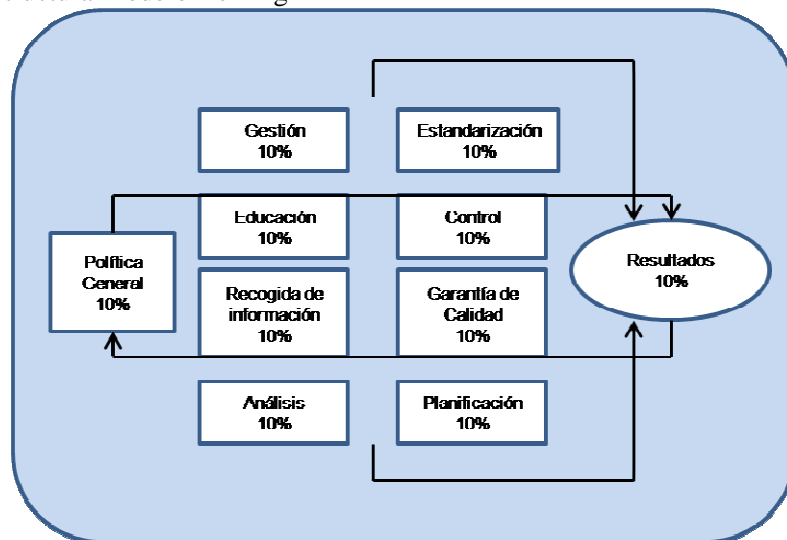 Gestión
10%
Estandarización
10%
Educación
10%
Control
10%
Política
General
10%
Resultados
10%
Recogida de
información
10%
Garantía de
Calidad
10%
Análisis
10%
Planificación
10%